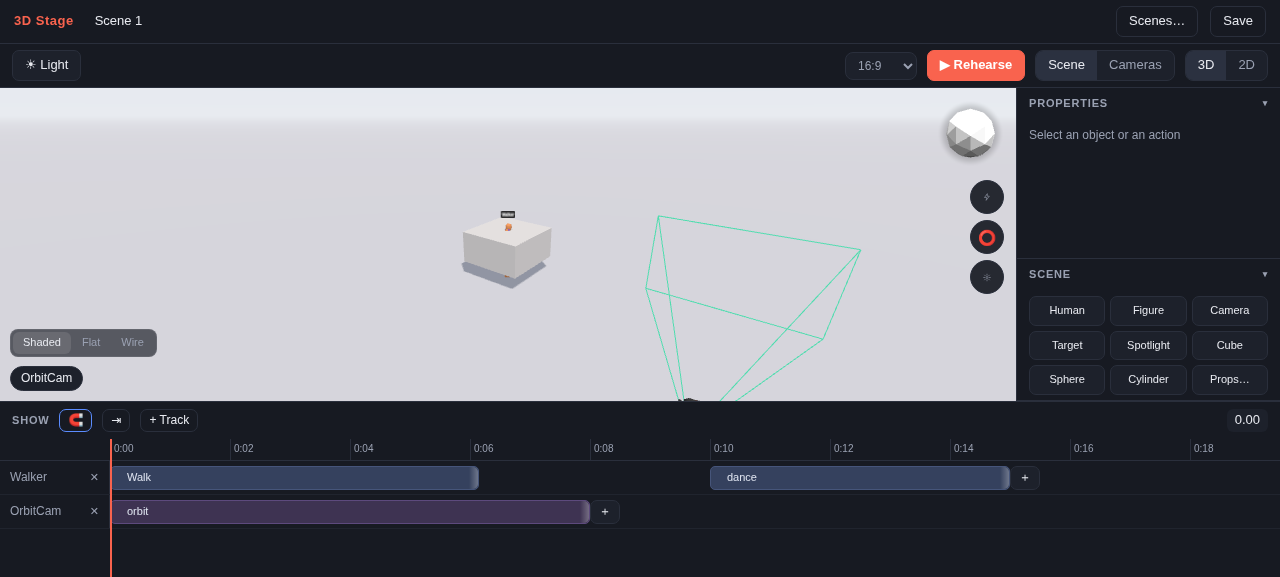 3D Stage Scene 1 Scenes… Save
☀ Light 16:9 ▶ Rehearse Scene Cameras 3D 2D
PROPERTIES ▾
Select an object or an action
SCENE ▾
Human Figure Camera
Target Spotlight Cube
Sphere Cylinder Props…
Shaded Flat Wire
OrbitCam
SHOW + Track 0.00
0:00 0:02 0:04 0:06 0:08 0:10 0:12 0:14 0:16 0:18
Walker × Walk dance +
OrbitCam × orbit +